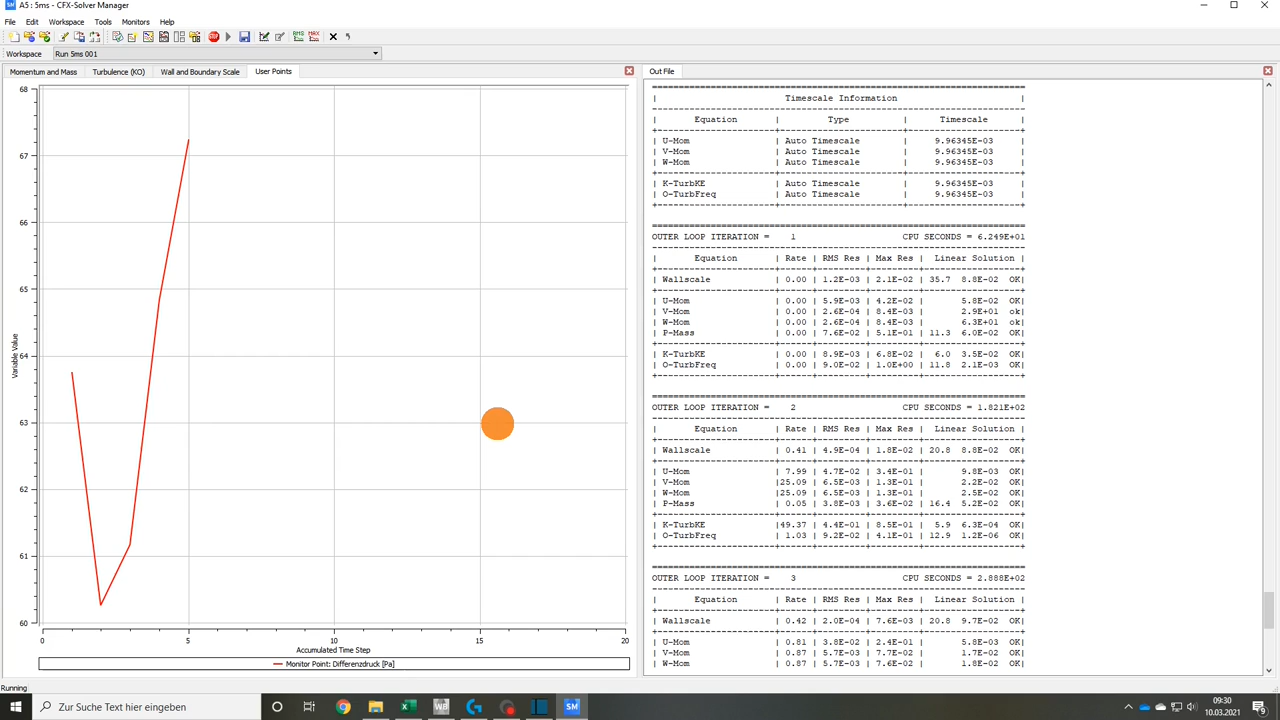 A5 : 5ms - CFX-Solver Manager
File Edit Workspace Tools Monitors Help
Workspace Run 5ms 001
Momentum and Mass Turbulence (KO) Wall and Boundary Scale User Points
68
67
66
65
64
63
62
61
60
Variable Value
0 5 10 15 20
Accumulated Time Step
Monitor Point: Differenzdruck [Pa]
Out File
======================================================================
| Timescale Information |
----------------------------------------------------------------------
| Equation | Type | Timescale |
+----------------------+-----------------------+---------------------+
| U-Mom | Auto Timescale | 9.96345E-03 |
| V-Mom | Auto Timescale | 9.96345E-03 |
| W-Mom | Auto Timescale | 9.96345E-03 |
+----------------------+-----------------------+---------------------+
| K-TurbKE | Auto Timescale | 9.96345E-03 |
| O-TurbFreq | Auto Timescale | 9.96345E-03 |
+----------------------+-----------------------+---------------------+
======================================================================
OUTER LOOP ITERATION = 1 CPU SECONDS = 6.249E+01
----------------------------------------------------------------------
| Equation | Rate | RMS Res | Max Res | Linear Solution |
+----------------------+------+---------+---------+------------------+
| Wallscale | 0.00 | 1.2E-03 | 2.1E-02 | 35.7 8.8E-02 OK|
+----------------------+------+---------+---------+------------------+
| U-Mom | 0.00 | 5.9E-03 | 4.2E-02 | 5.8E-02 OK|
| V-Mom | 0.00 | 2.6E-04 | 8.4E-03 | 2.9E+01 ok|
| W-Mom | 0.00 | 2.6E-04 | 8.4E-03 | 6.3E+01 ok|
| P-Mass | 0.00 | 7.6E-02 | 5.1E-01 | 11.3 6.0E-02 OK|
+----------------------+------+---------+---------+------------------+
| K-TurbKE | 0.00 | 8.9E-03 | 6.8E-02 | 6.0 3.5E-02 OK|
| O-TurbFreq | 0.00 | 9.0E-02 | 1.0E+00 | 11.8 2.1E-03 OK|
+----------------------+------+---------+---------+------------------+
======================================================================
OUTER LOOP ITERATION = 2 CPU SECONDS = 1.821E+02
----------------------------------------------------------------------
| Equation | Rate | RMS Res | Max Res | Linear Solution |
+----------------------+------+---------+---------+------------------+
| Wallscale | 0.41 | 4.9E-04 | 1.8E-02 | 20.8 8.8E-02 OK|
+----------------------+------+---------+---------+------------------+
| U-Mom | 7.99 | 4.7E-02 | 3.4E-01 | 9.8E-03 OK|
| V-Mom |25.09 | 6.5E-03 | 1.3E-01 | 2.2E-02 OK|
| W-Mom |25.09 | 6.5E-03 | 1.3E-01 | 2.5E-02 OK|
| P-Mass | 0.05 | 3.8E-03 | 3.6E-02 | 16.4 5.2E-02 OK|
+----------------------+------+---------+---------+------------------+
| K-TurbKE |49.37 | 4.4E-01 | 8.5E-01 | 5.9 6.3E-04 OK|
| O-TurbFreq | 1.03 | 9.2E-02 | 4.1E-01 | 12.9 1.2E-06 OK|
+----------------------+------+---------+---------+------------------+
======================================================================
OUTER LOOP ITERATION = 3 CPU SECONDS = 2.888E+02
----------------------------------------------------------------------
| Equation | Rate | RMS Res | Max Res | Linear Solution |
+----------------------+------+---------+---------+------------------+
| Wallscale | 0.42 | 2.0E-04 | 7.6E-03 | 20.8 9.7E-02 OK|
+----------------------+------+---------+---------+------------------+
| U-Mom | 0.81 | 3.8E-02 | 2.4E-01 | 5.8E-03 OK|
| V-Mom | 0.87 | 5.7E-03 | 7.7E-02 | 1.7E-02 OK|
| W-Mom | 0.87 | 5.7E-03 | 7.6E-02 | 1.8E-02 OK|
Running
Zur Suche Text hier eingeben
09:30
10.03.2021